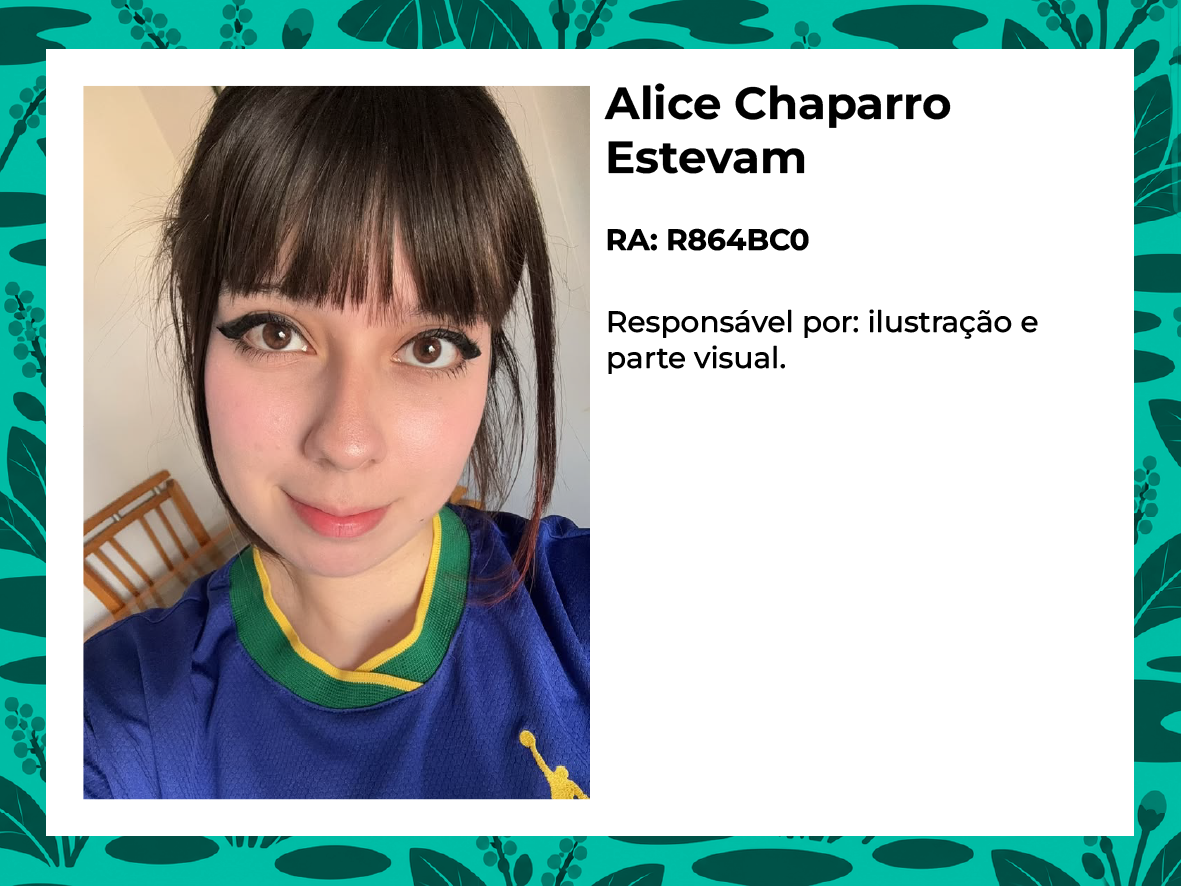 Alice Chaparro
Estevam
RA: R864BC0
Responsável por: ilustração e
parte visual.